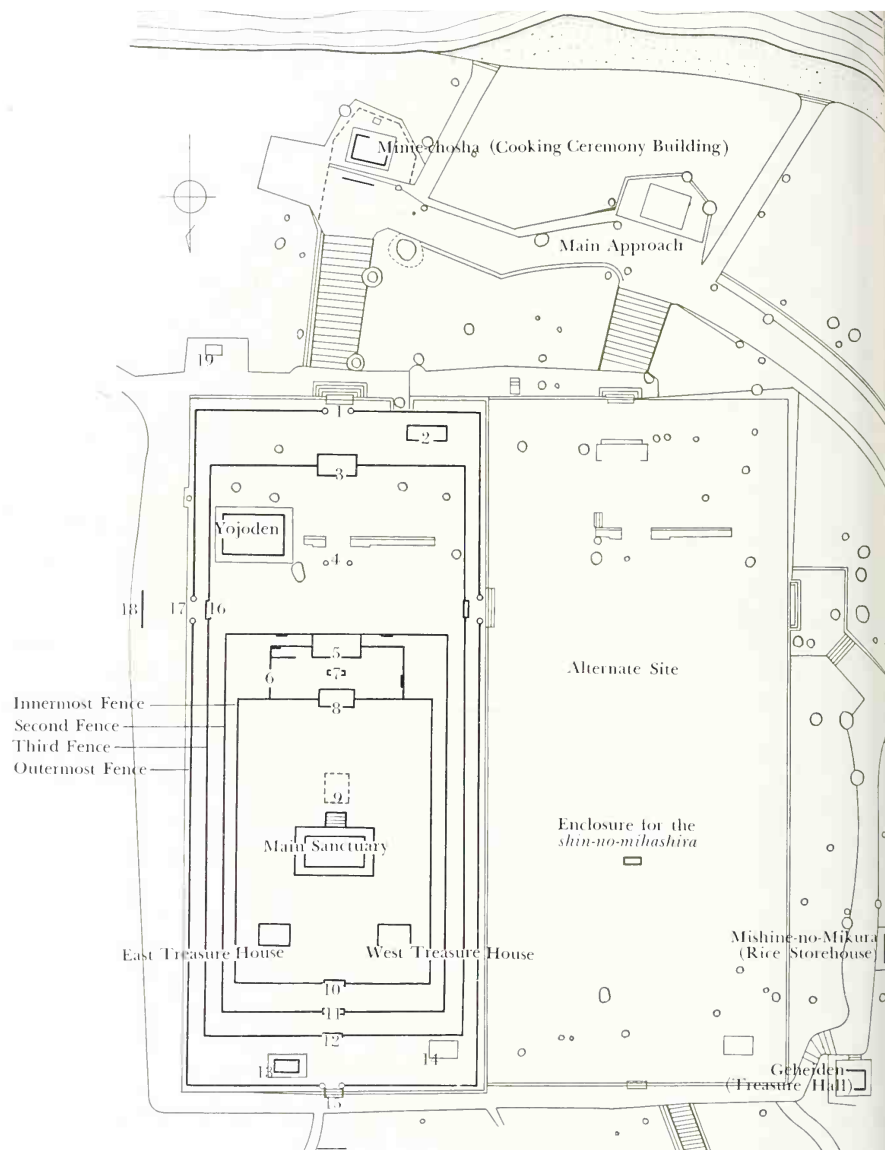 Mime-chosha (Cooking Ceremony Building)
Main Approach
19
1
2
3
Yojoden
4
18
17
16
5
6
7
Alternate Site
Innermost Fence
Second Fence
Third Fence
Outermost Fence
8
9
Main Sanctuary
Enclosure for the
shin-no-mihashira
East Treasure House
West Treasure House
Mishine-no-Mikura
(Rice Storehouse)
10
11
12
13
14
15
Geheiden
(Treasure Hall)